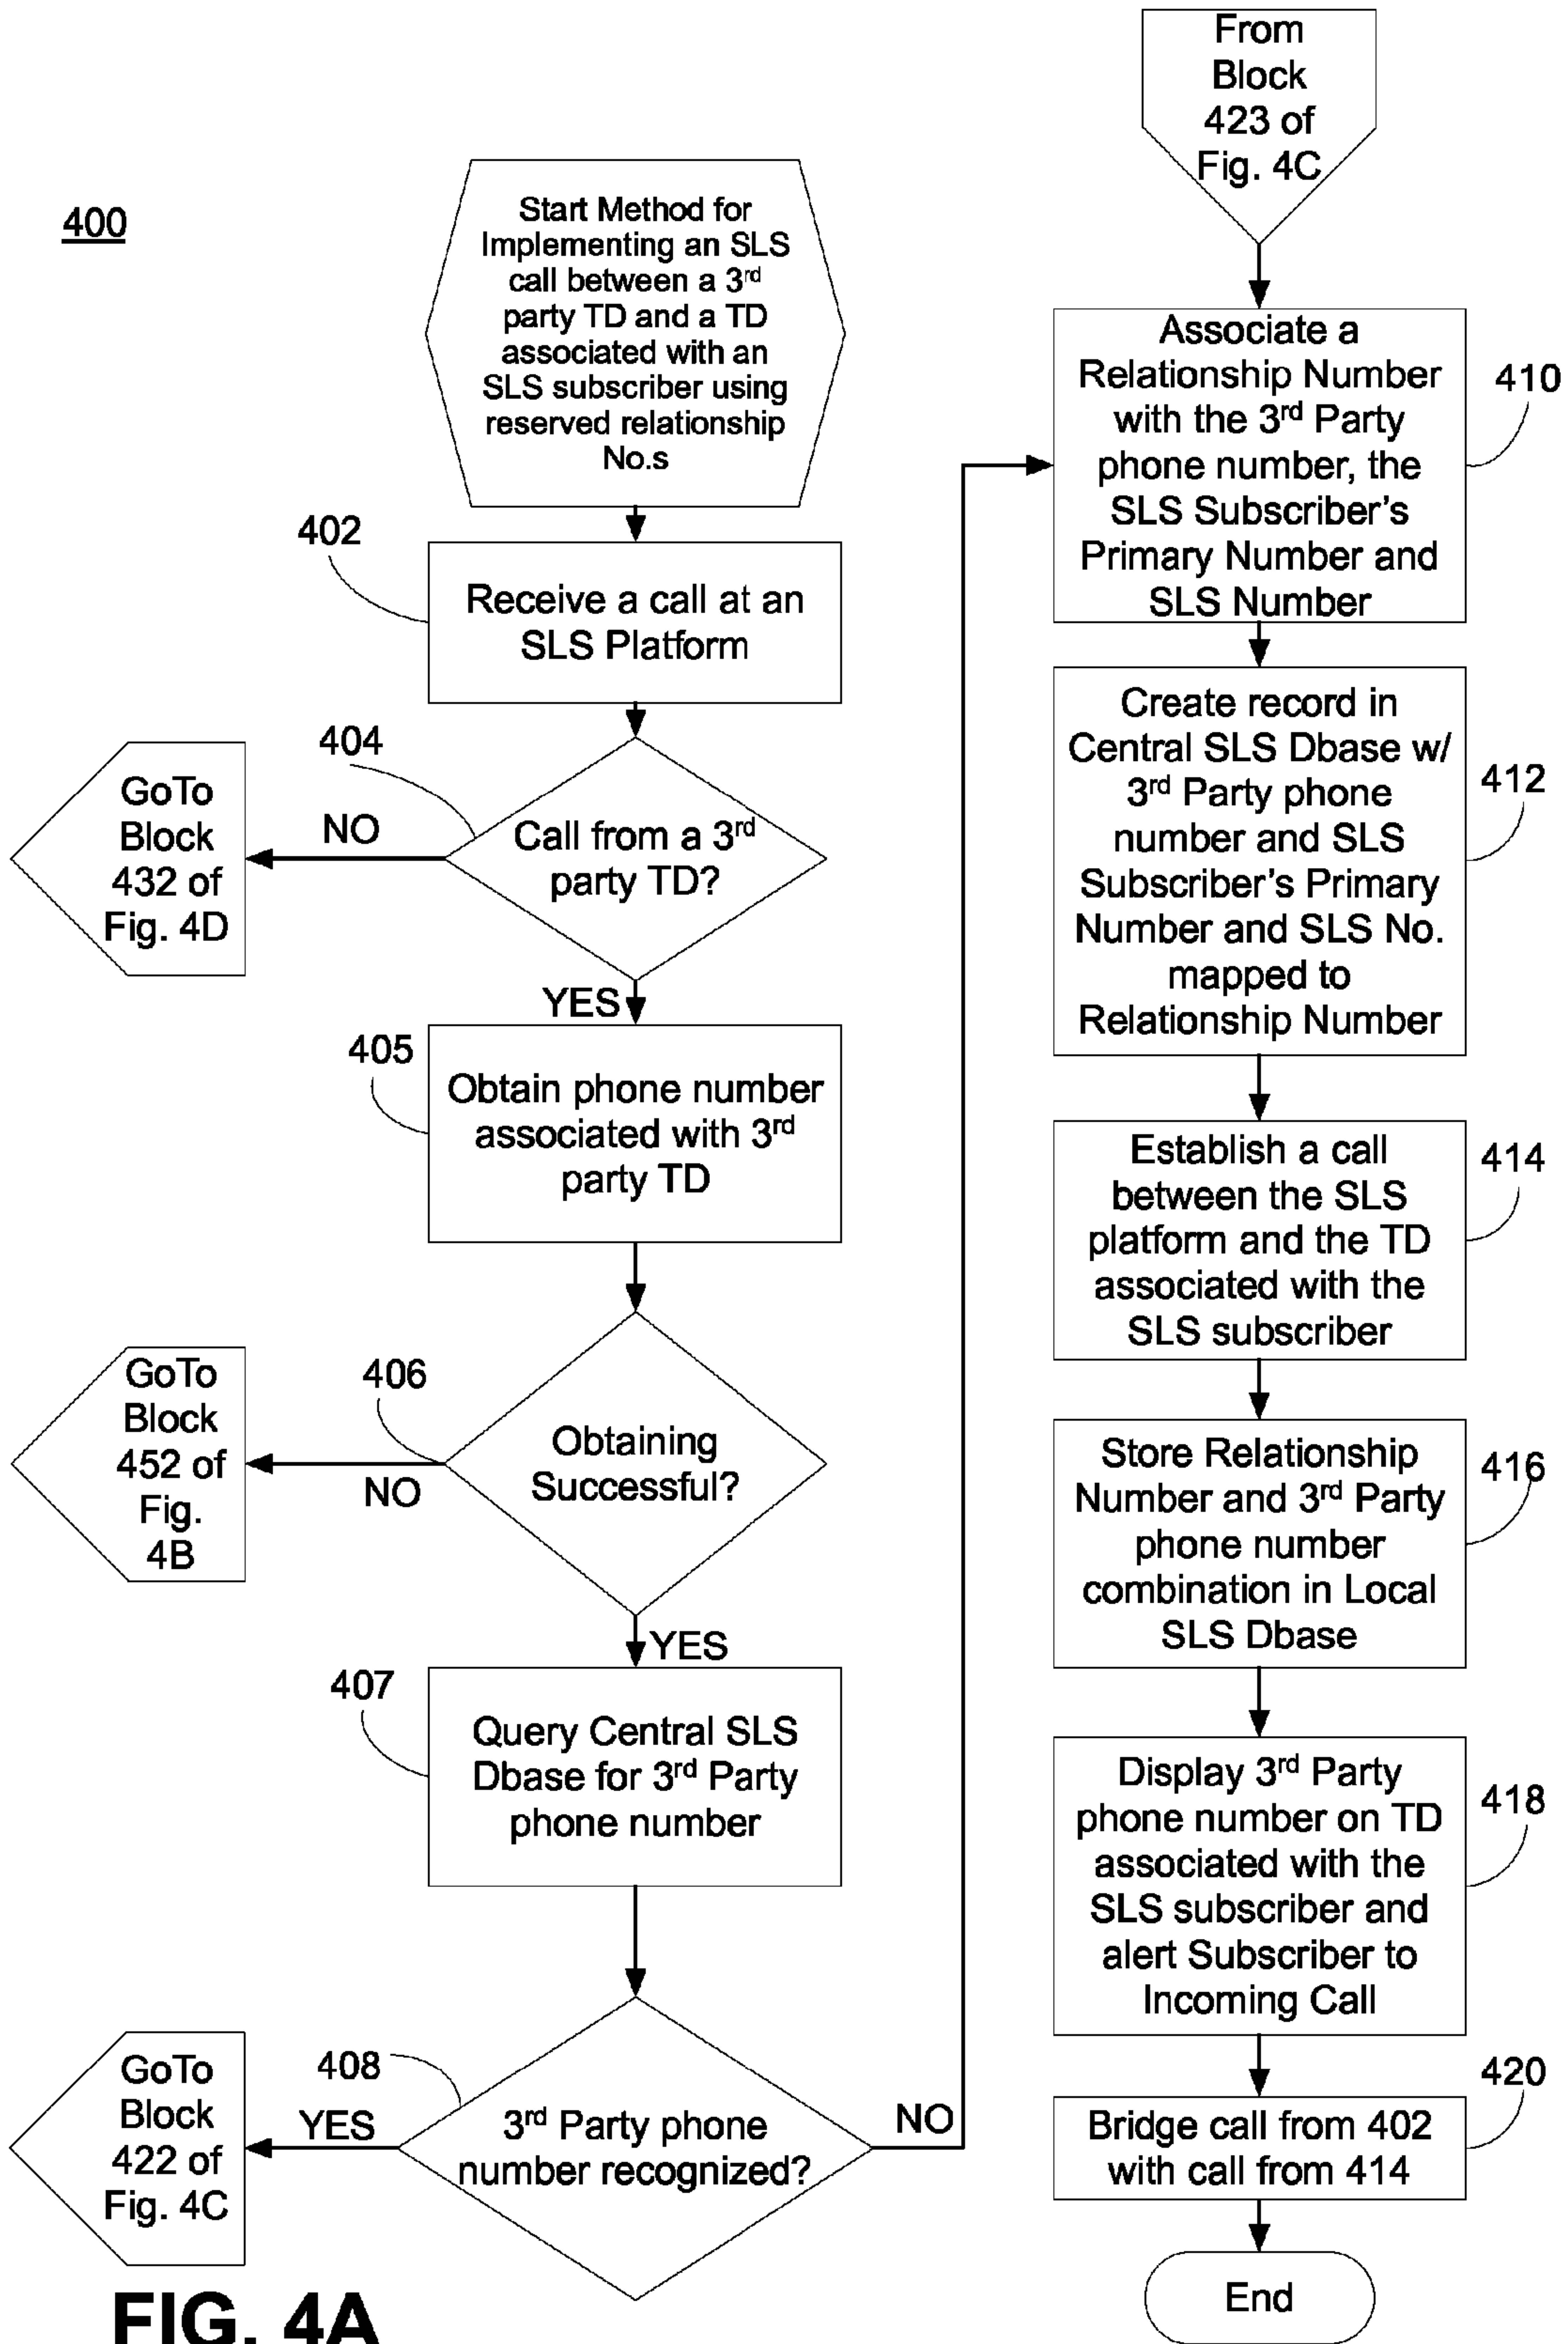 400
Start Method for
Implementing an SLS
call between a 3rd
party TD and a TD
associated with an
SLS subscriber using
reserved relationship
No.s
402
Receive a call at an
SLS Platform
404
Call from a 3rd
party TD?
NO
GoTo
Block
432 of
Fig. 4D
YES
405
Obtain phone number
associated with 3rd
party TD
406
Obtaining
Successful?
NO
GoTo
Block
452 of
Fig.
4B
YES
407
Query Central SLS
Dbase for 3rd Party
phone number
408
3rd Party phone
number recognized?
YES
GoTo
Block
422 of
Fig. 4C
NO
From
Block
423 of
Fig. 4C
Associate a
Relationship Number
with the 3rd Party
phone number, the
SLS Subscriber's
Primary Number and
SLS Number
410
Create record in
Central SLS Dbase w/
3rd Party phone
number and SLS
Subscriber's Primary
Number and SLS No.
mapped to
Relationship Number
412
Establish a call
between the SLS
platform and the TD
associated with the
SLS subscriber
414
Store Relationship
Number and 3rd Party
phone number
combination in Local
SLS Dbase
416
Display 3rd Party
phone number on TD
associated with the
SLS subscriber and
alert Subscriber to
Incoming Call
418
Bridge call from 402
with call from 414
420
End
FIG. 4A